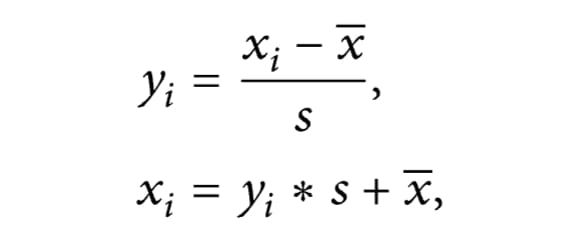 yᵢ = (xᵢ − x̄) / s,
xᵢ = yᵢ * s + x̄,